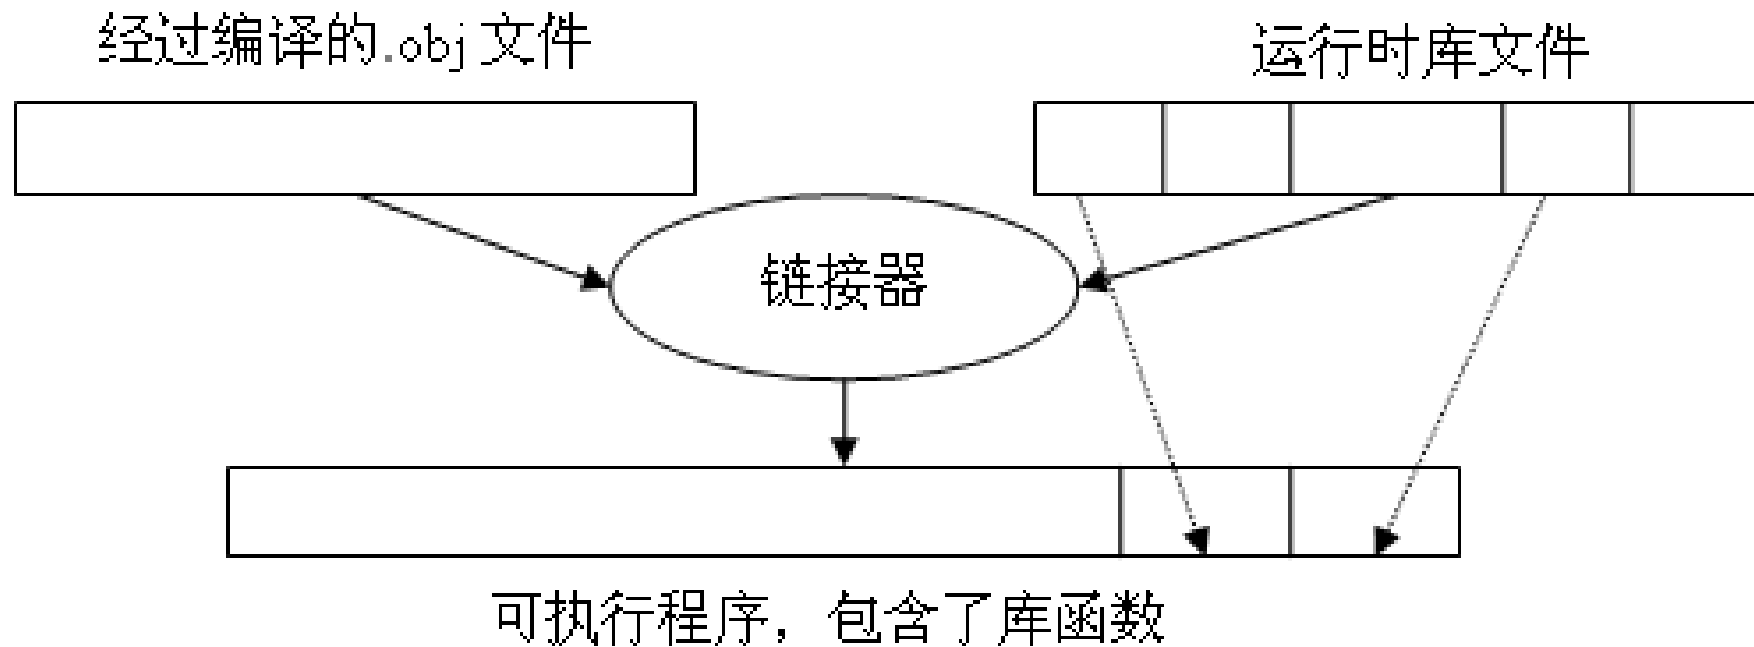 经过编译的.obj 文件
运行时库文件
链接器
可执行程序，包含了库函数